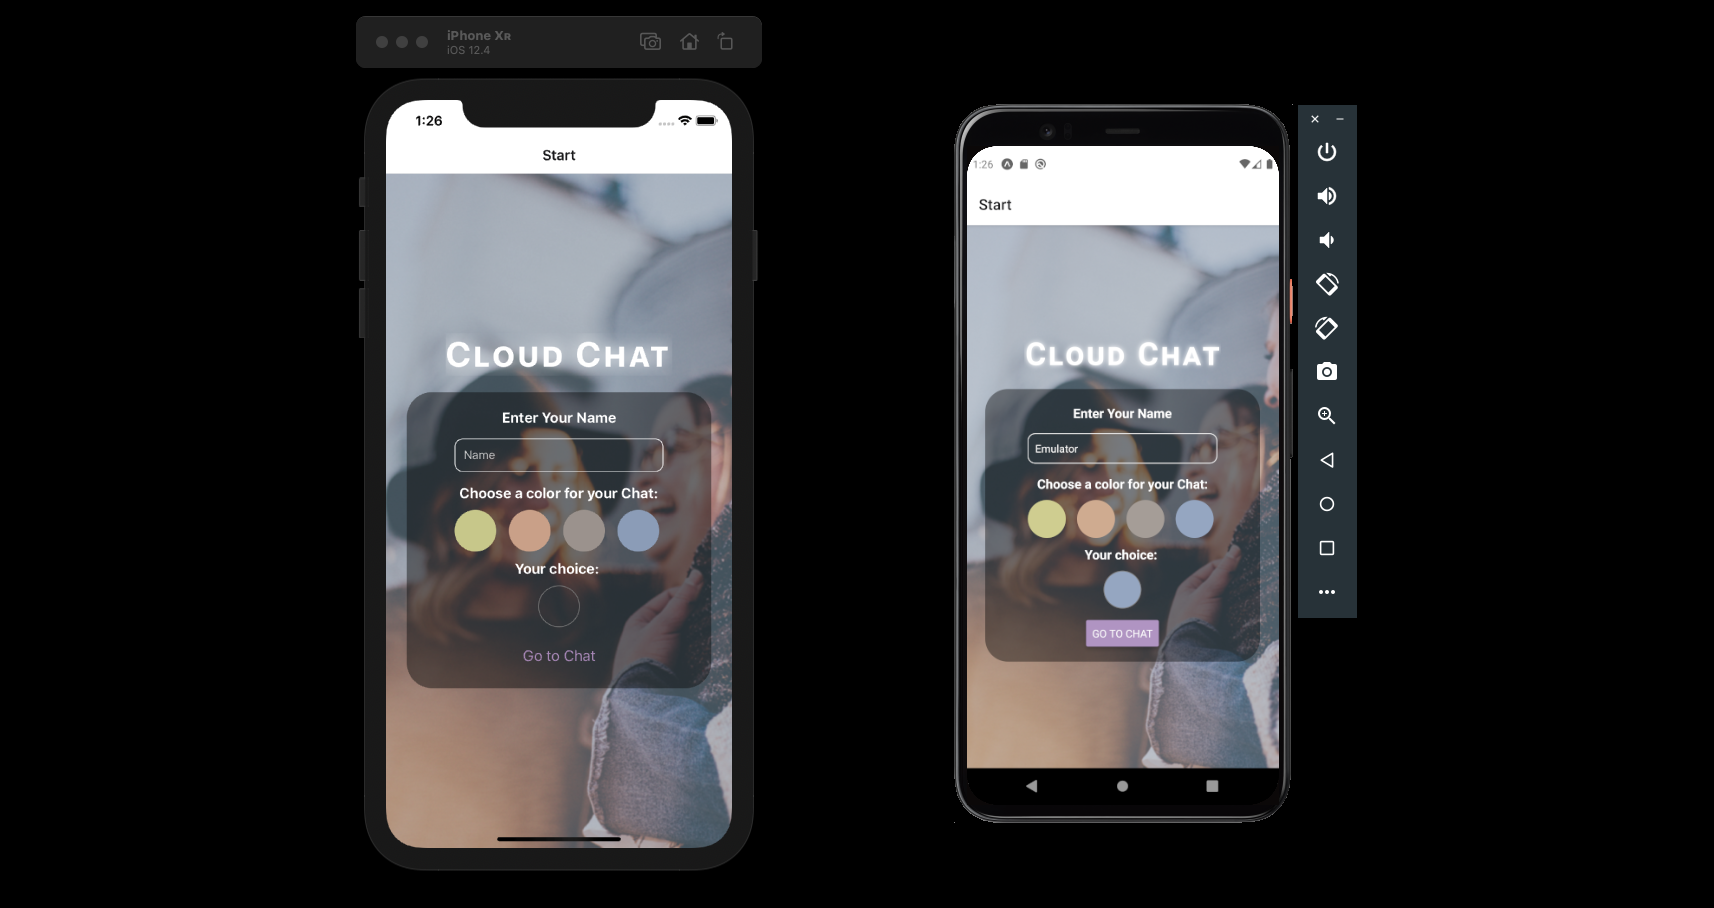 iPhone XR
iOS 12.4
1:26
Start
Cloud Chat
Enter Your Name
Name
Choose a color for your Chat:
Your choice:
Go to Chat
1:26
Start
Cloud Chat
Enter Your Name
Emulator
Choose a color for your Chat:
Your choice:
GO TO CHAT